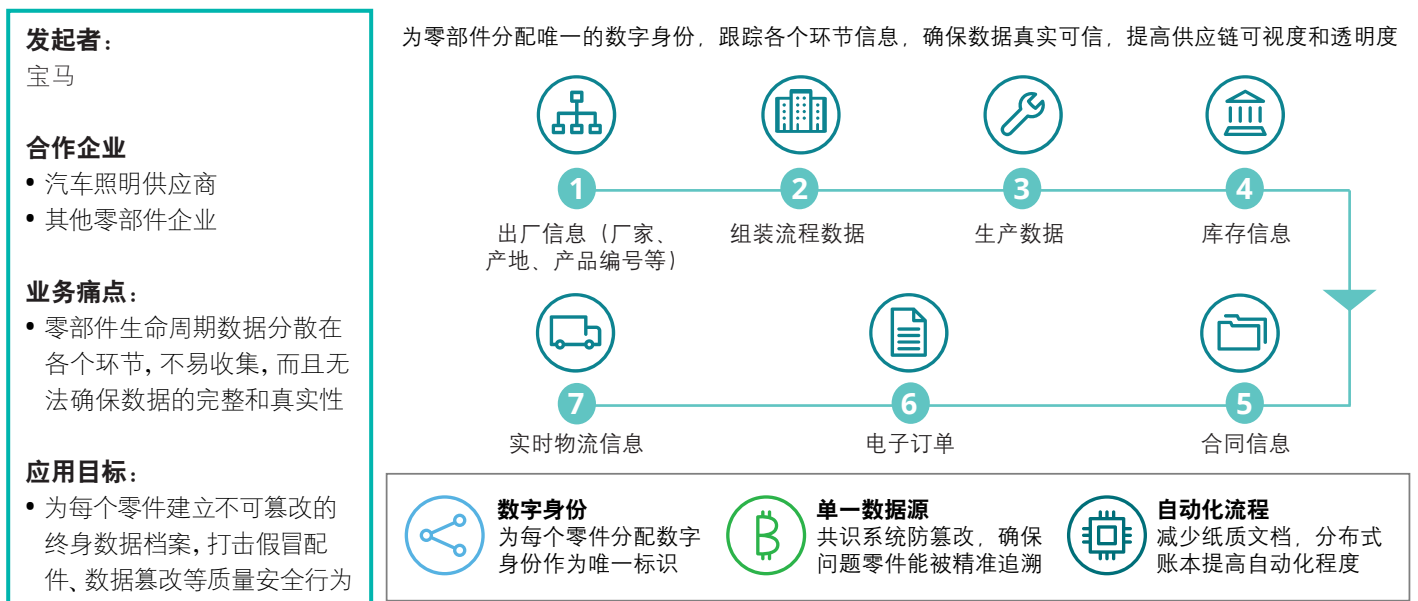 发起者：
宝马
合作企业
• 汽车照明供应商
• 其他零部件企业
业务痛点：
• 零部件生命周期数据分散在
各个环节，不易收集，而且无
法确保数据的完整和真实性
应用目标：
• 为每个零件建立不可篡改的
终身数据档案，打击假冒配
件、数据篡改等质量安全行为
为零部件分配唯一的数字身份，跟踪各个环节信息，确保数据真实可信，提高供应链可视度和透明度
1
出厂信息（厂家、
产地、产品编号等）
2
组装流程数据
3
生产数据
4
库存信息
5
合同信息
6
电子订单
7
实时物流信息
数字身份
为每个零件分配数字
身份作为唯一标识
单一数据源
共识系统防篡改，确保
问题零件能被精准追溯
自动化流程
减少纸质文档，分布式
账本提高自动化程度